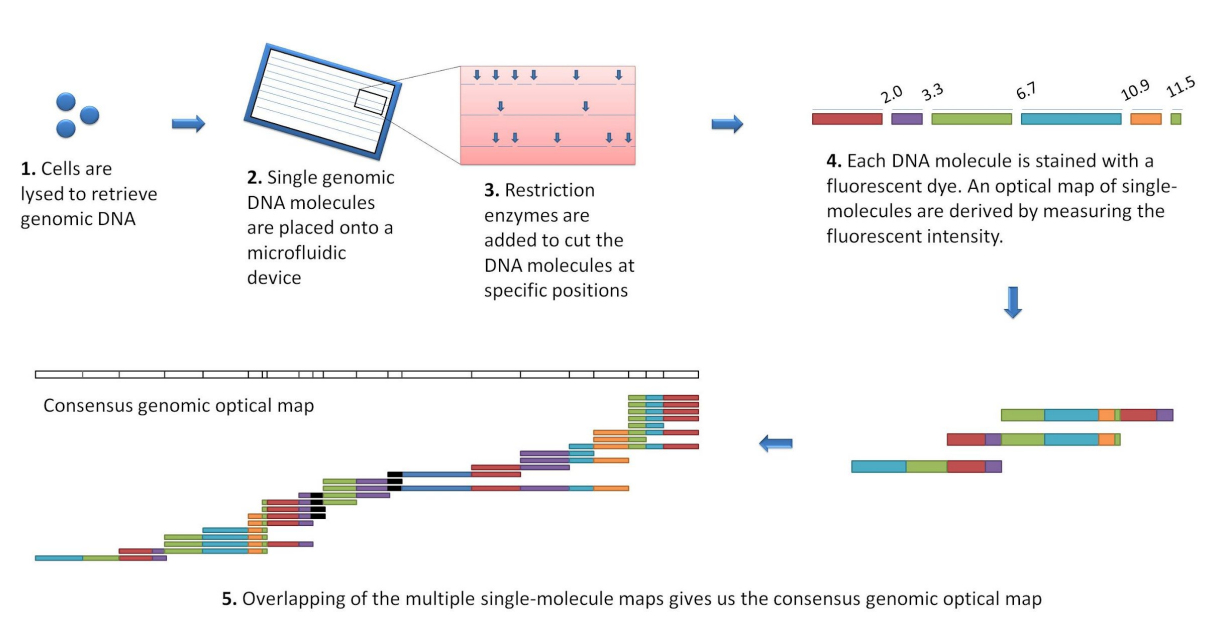 1. Cells are
lysed to retrieve
genomic DNA
2. Single genomic
DNA molecules
are placed onto a
microfluidic
device
3. Restriction
enzymes are
added to cut the
DNA molecules at
specific positions
2.0 3.3 6.7 10.9 11.5
4. Each DNA molecule is stained with a
fluorescent dye. An optical map of single-
molecules are derived by measuring the
fluorescent intensity.
Consensus genomic optical map
5. Overlapping of the multiple single-molecule maps gives us the consensus genomic optical map